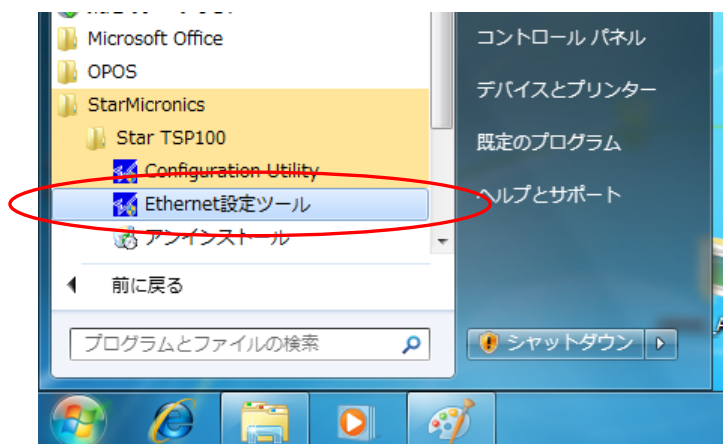 Microsoft Office
OPOS
StarMicronics
Star TSP100
Configuration Utility
Ethernet設定ツール
アンインストール
前に戻る
プログラムとファイルの検索
コントロール パネル
デバイスとプリンター
既定のプログラム
ヘルプとサポート
シャットダウン